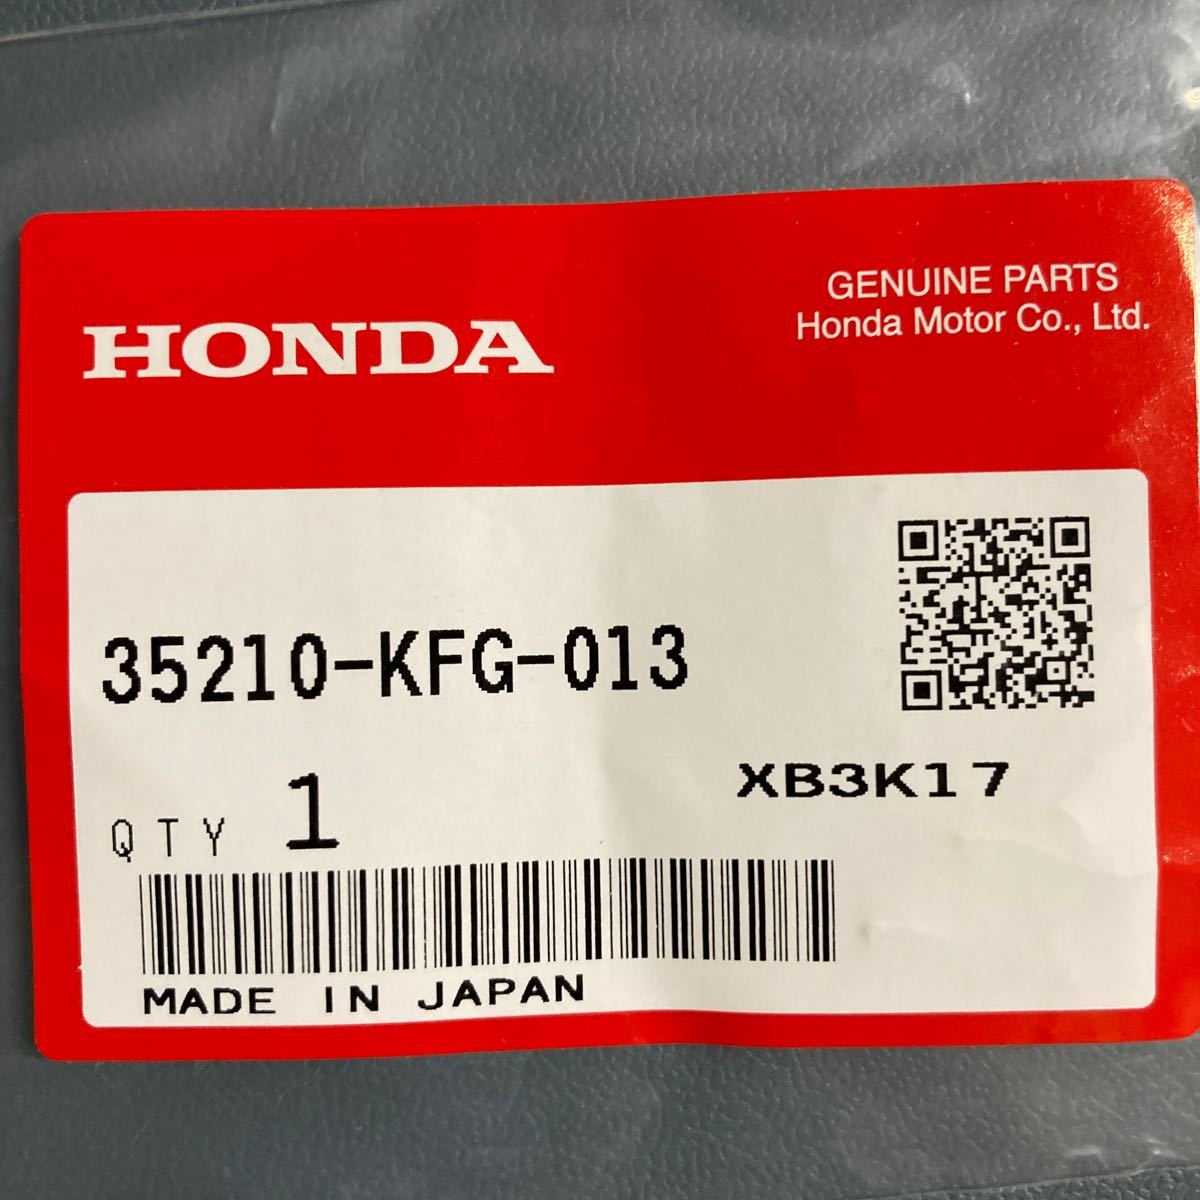 HONDA
GENUINE PARTS
Honda Motor Co., Ltd.
35210-KFG-013
XB3K17
QTY 1
MADE IN JAPAN